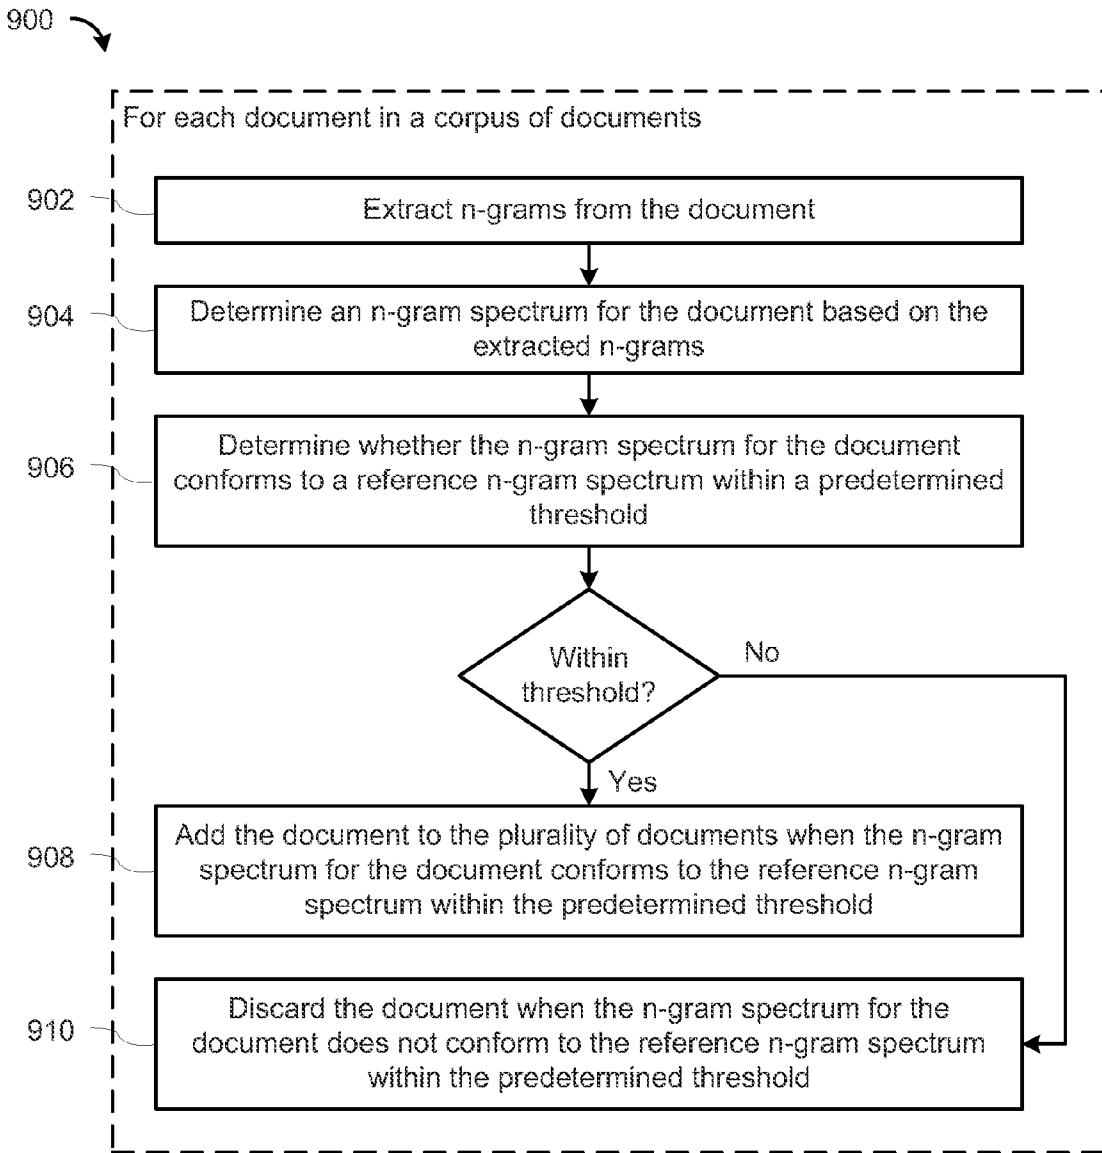 900
For each document in a corpus of documents
902
Extract n-grams from the document
904
Determine an n-gram spectrum for the document based on the
extracted n-grams
906
Determine whether the n-gram spectrum for the document
conforms to a reference n-gram spectrum within a predetermined
threshold
Within
threshold?
No
Yes
908
Add the document to the plurality of documents when the n-gram
spectrum for the document conforms to the reference n-gram
spectrum within the predetermined threshold
910
Discard the document when the n-gram spectrum for the
document does not conform to the reference n-gram spectrum
within the predetermined threshold